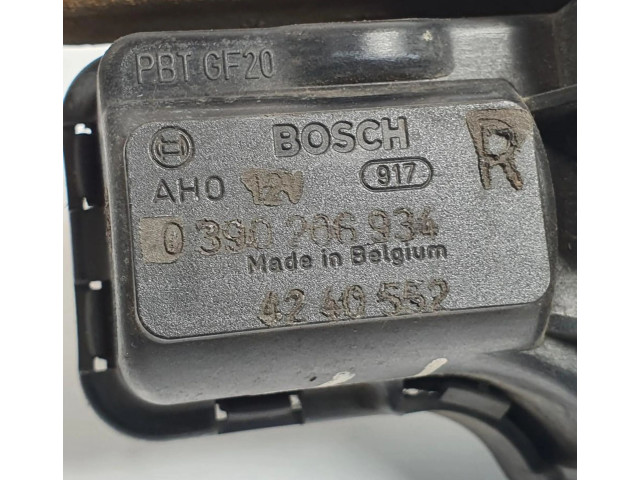 PBT GF20
BOSCH R
AHO 12V 917
0 390 206 934
Made in Belgium
42 40 552